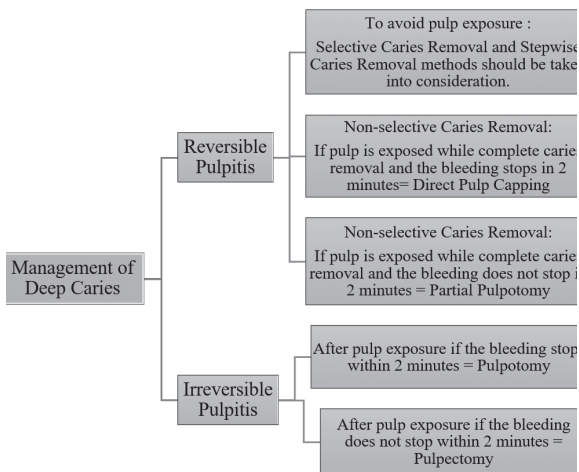 Management of
Deep Caries
Reversible
Pulpitis
To avoid pulp exposure :
Selective Caries Removal and Stepwise
Caries Removal methods should be take
into consideration.
Non-selective Caries Removal:
If pulp is exposed while complete caries
removal and the bleeding stops in 2
minutes= Direct Pulp Capping
Non-selective Caries Removal:
If pulp is exposed while complete carie
removal and the bleeding does not stop i
2 minutes = Partial Pulpotomy
Irreversible
Pulpitis
After pulp exposure if the bleeding stop
within 2 minutes = Pulpotomy
After pulp exposure if the bleeding
does not stop within 2 minutes =
Pulpectomy